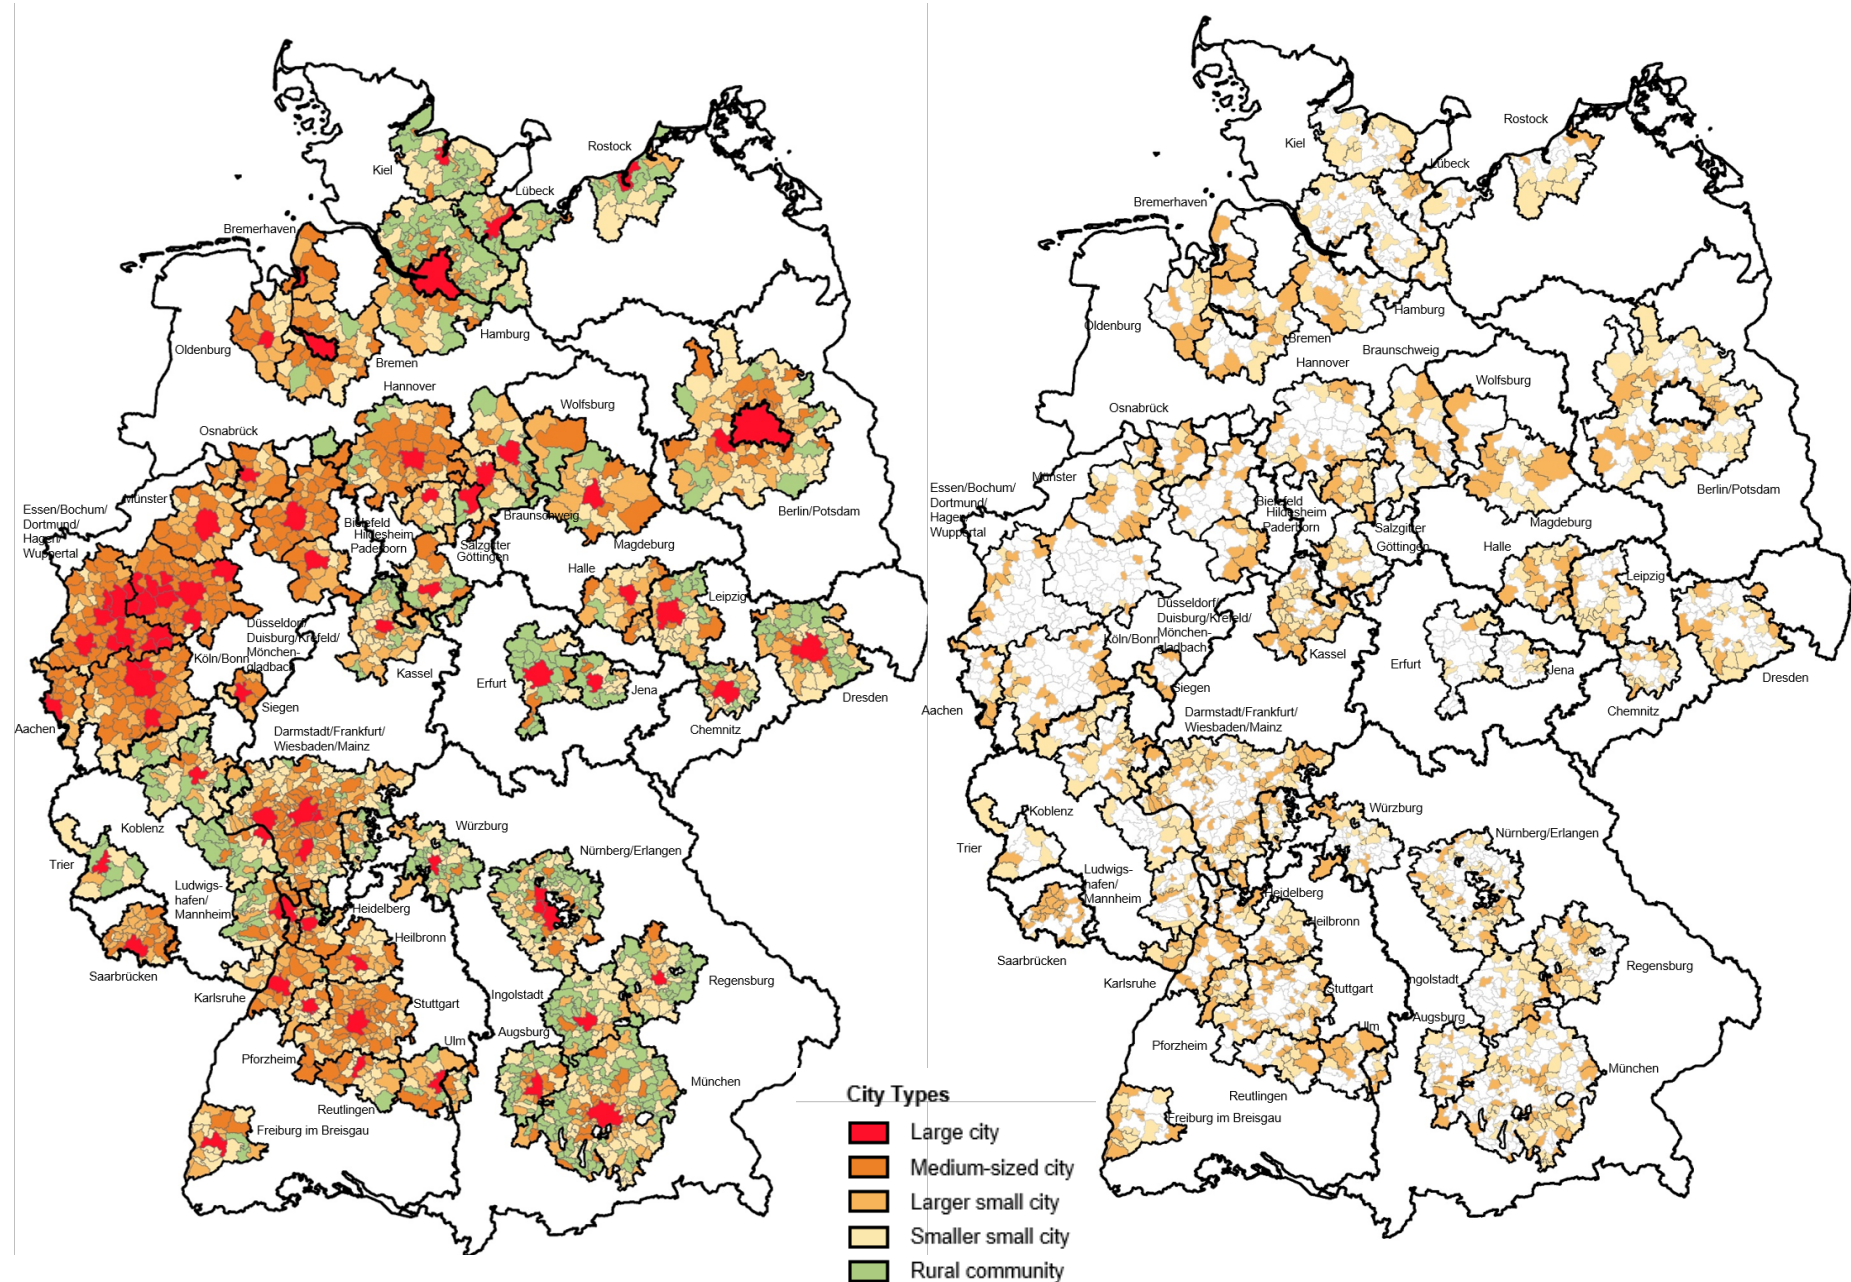 Kiel
Rostock
Lübeck
Bremerhaven
Hamburg
Oldenburg
Bremen
Hannover
Wolfsburg
Osnabrück
Münster
Essen/Bochum/
Dortmund/
Hagen/
Wuppertal
Bielefeld
Hildesheim
Paderborn
Braunschweig
Salzgitter
Göttingen
Magdeburg
Berlin/Potsdam
Halle
Leipzig
Düsseldorf/
Duisburg/Krefeld/
Mönchen-
gladbach
Köln/Bonn
Kassel
Erfurt
Jena
Dresden
Chemnitz
Siegen
Aachen
Darmstadt/Frankfurt/
Wiesbaden/Mainz
Koblenz
Trier
Würzburg
Nürnberg/Erlangen
Ludwigs-
hafen/
Mannheim
Heidelberg
Heilbronn
Saarbrücken
Karlsruhe
Stuttgart
Ingolstadt
Regensburg
Augsburg
Ulm
Pforzheim
München
Reutlingen
Freiburg im Breisgau
Kiel
Rostock
Lübeck
Bremerhaven
Hamburg
Oldenburg
Bremen
Hannover
Braunschweig
Wolfsburg
Osnabrück
Münster
Essen/Bochum/
Dortmund/
Hagen/
Wuppertal
Bielefeld
Hildesheim
Paderborn
Salzgitter
Göttingen
Magdeburg
Berlin/Potsdam
Halle
Leipzig
Düsseldorf/
Duisburg/Krefeld/
Mönchen-
gladbach
Köln/Bonn
Kassel
Erfurt
Jena
Dresden
Chemnitz
Siegen
Aachen
Darmstadt/Frankfurt/
Wiesbaden/Mainz
Koblenz
Trier
Würzburg
Nürnberg/Erlangen
Ludwigs-
hafen/
Mannheim
Heidelberg
Heilbronn
Saarbrücken
Karlsruhe
Stuttgart
Ingolstadt
Regensburg
Augsburg
Ulm
Pforzheim
München
Reutlingen
Freiburg im Breisgau
City Types
Large city
Medium-sized city
Larger small city
Smaller small city
Rural community